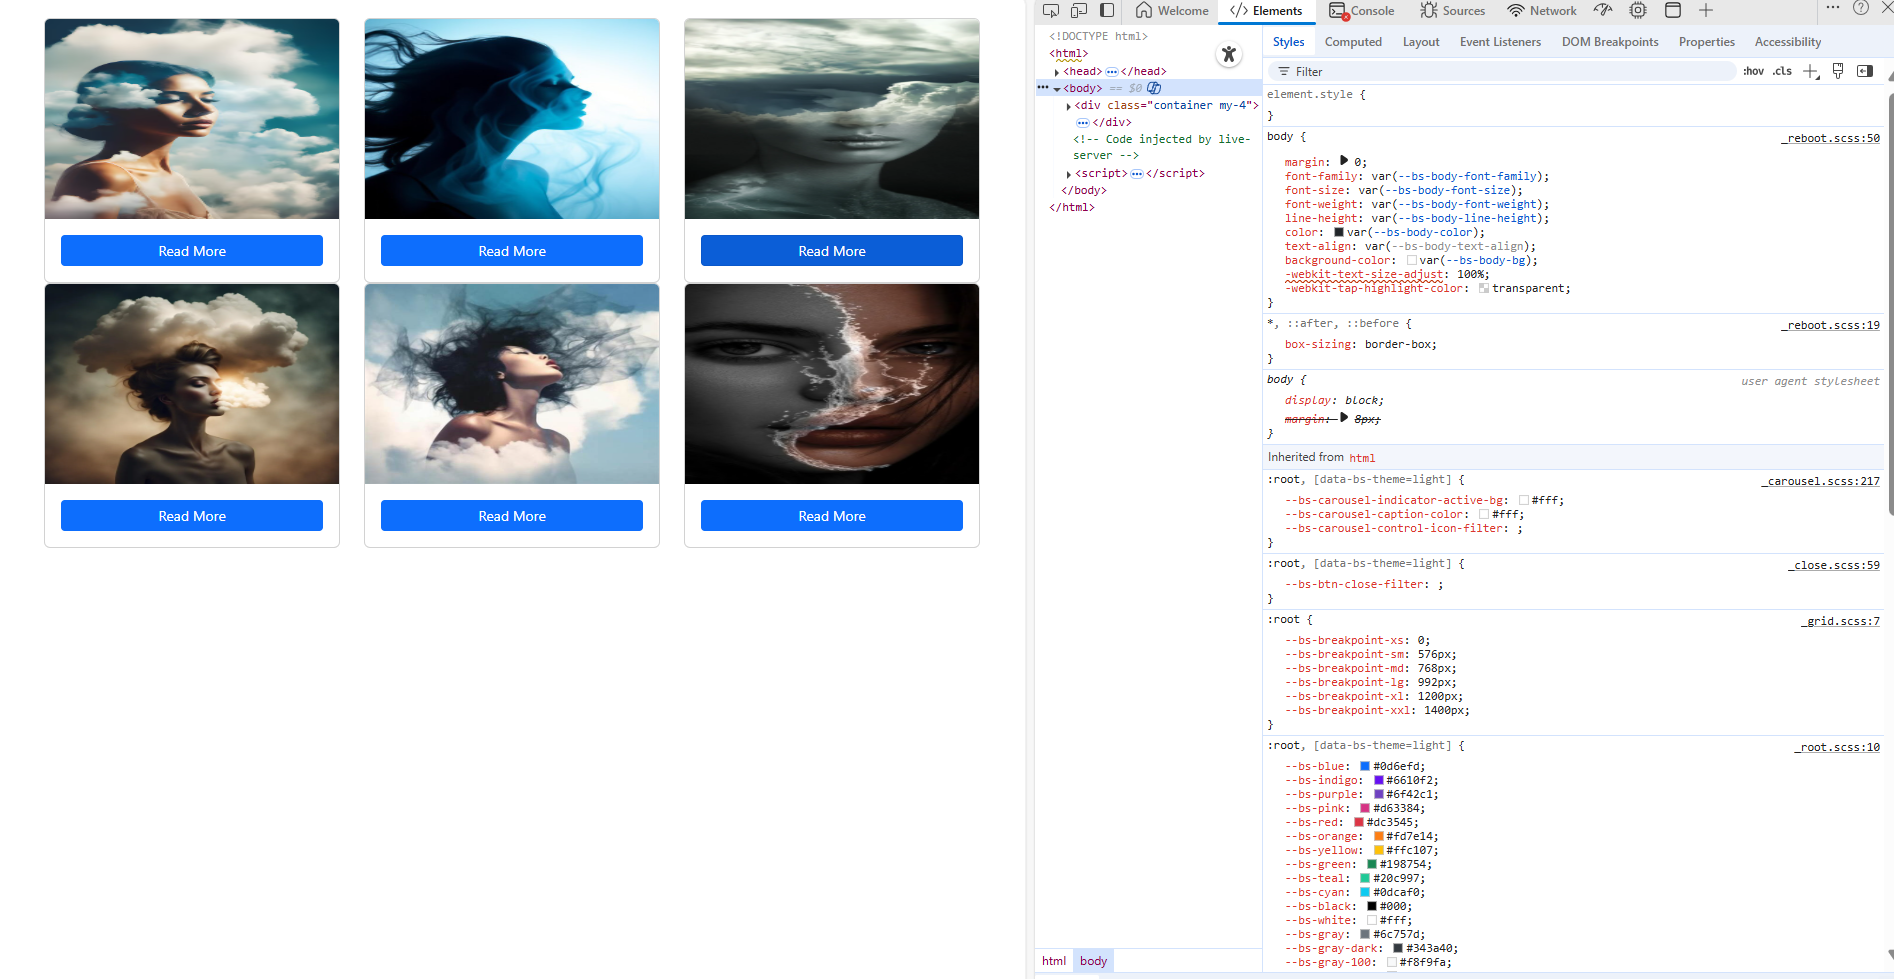 Read More
Read More
Read More
Read More
Read More
Read More
Welcome
</> Elements
Console
Sources
Network
<!DOCTYPE html>
<html>
<head> ••• </head>
••• <body> == $0
<div class="container my-4">
••• </div>
<!-- Code injected by live-
server -->
<script> ••• </script>
</body>
</html>
html body
Styles Computed Layout Event Listeners DOM Breakpoints Properties Accessibility
Filter :hov .cls
element.style {
}
body { _reboot.scss:50
margin: 0;
font-family: var(--bs-body-font-family);
font-size: var(--bs-body-font-size);
font-weight: var(--bs-body-font-weight);
line-height: var(--bs-body-line-height);
color: var(--bs-body-color);
text-align: var(--bs-body-text-align);
background-color: var(--bs-body-bg);
-webkit-text-size-adjust: 100%;
-webkit-tap-highlight-color: transparent;
}
*, ::after, ::before { _reboot.scss:19
box-sizing: border-box;
}
body { user agent stylesheet
display: block;
margin: 8px;
}
Inherited from html
:root, [data-bs-theme=light] { _carousel.scss:217
--bs-carousel-indicator-active-bg: #fff;
--bs-carousel-caption-color: #fff;
--bs-carousel-control-icon-filter: ;
}
:root, [data-bs-theme=light] { _close.scss:59
--bs-btn-close-filter: ;
}
:root { _grid.scss:7
--bs-breakpoint-xs: 0;
--bs-breakpoint-sm: 576px;
--bs-breakpoint-md: 768px;
--bs-breakpoint-lg: 992px;
--bs-breakpoint-xl: 1200px;
--bs-breakpoint-xxl: 1400px;
}
:root, [data-bs-theme=light] { _root.scss:10
--bs-blue: #0d6efd;
--bs-indigo: #6610f2;
--bs-purple: #6f42c1;
--bs-pink: #d63384;
--bs-red: #dc3545;
--bs-orange: #fd7e14;
--bs-yellow: #ffc107;
--bs-green: #198754;
--bs-teal: #20c997;
--bs-cyan: #0dcaf0;
--bs-black: #000;
--bs-white: #fff;
--bs-gray: #6c757d;
--bs-gray-dark: #343a40;
--bs-gray-100: #f8f9fa;